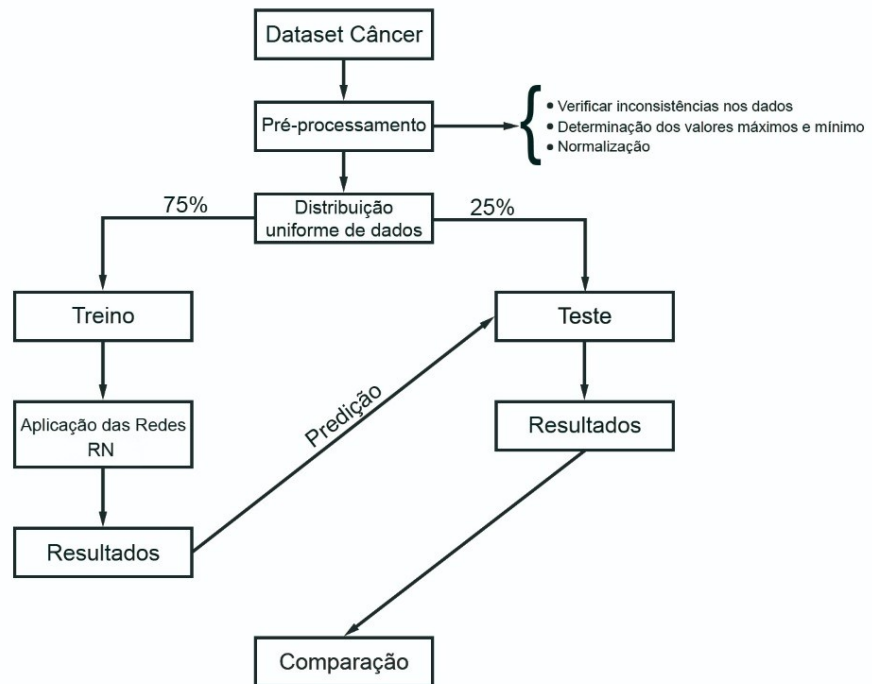 Dataset Câncer
Pré-processamento
• Verificar inconsistências nos dados
• Determinação dos valores máximos e mínimo
• Normalização
75%
Distribuição
uniforme de dados
25%
Treino
Teste
Aplicação das Redes
RN
Predição
Resultados
Resultados
Comparação